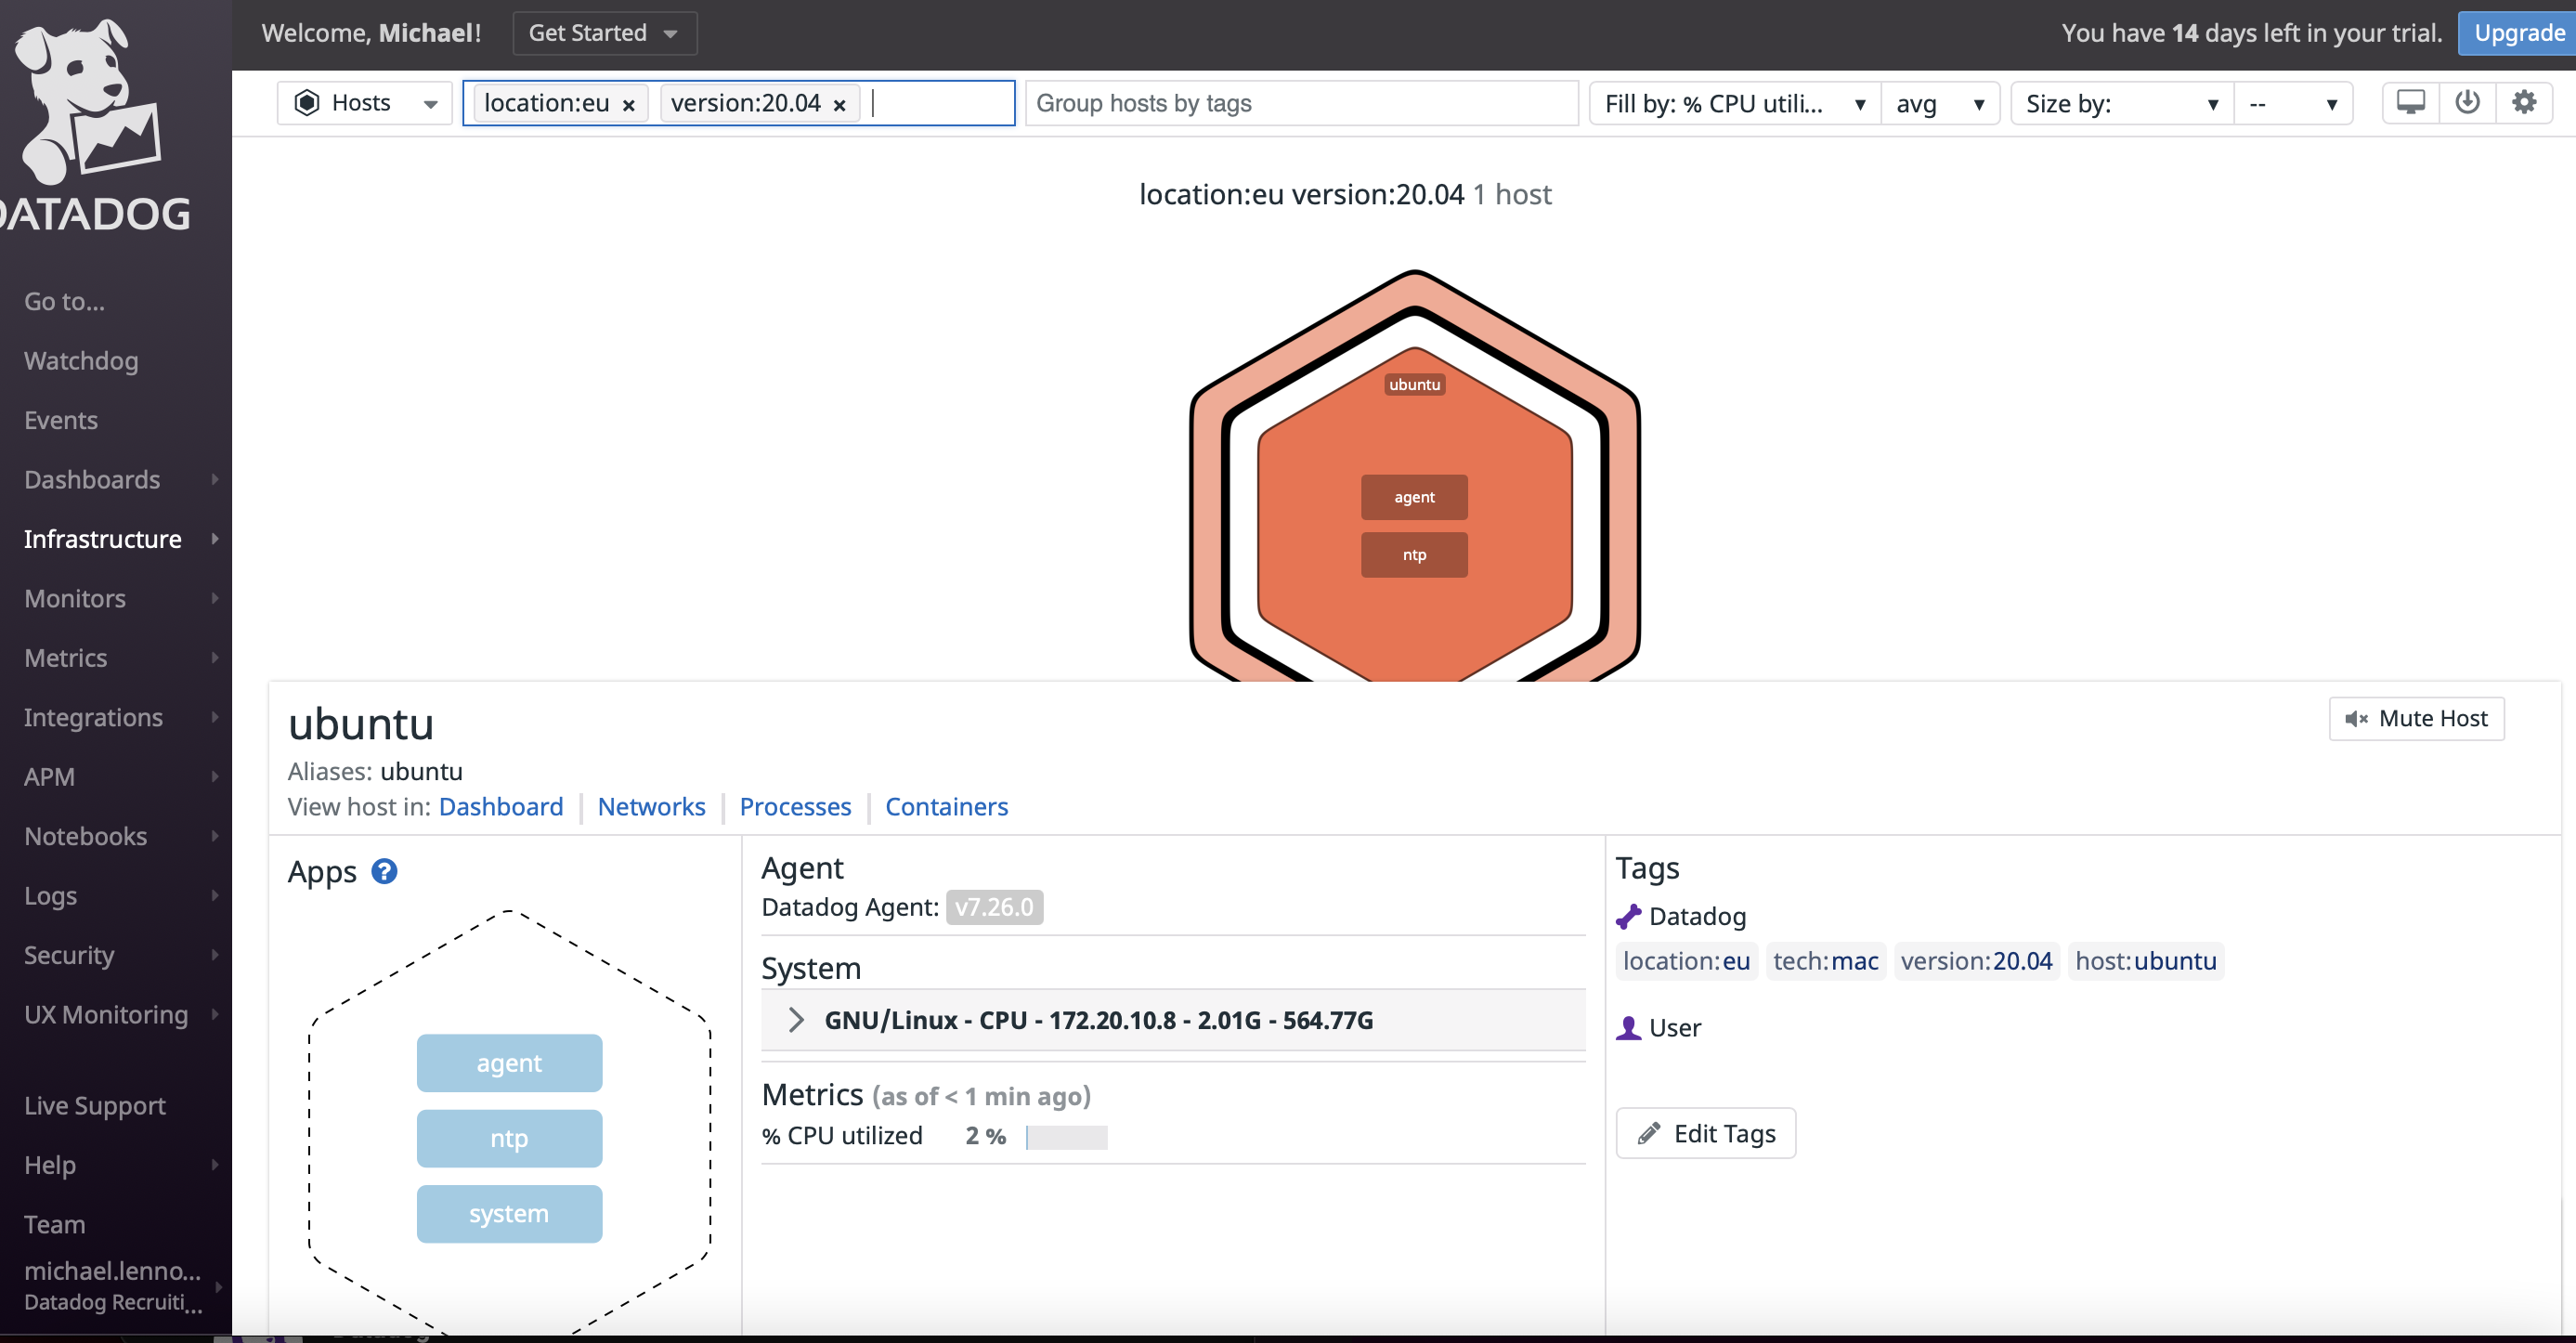 DATADOG
Go to...
Watchdog
Events
Dashboards
Infrastructure
Monitors
Metrics
Integrations
APM
Notebooks
Logs
Security
UX Monitoring
Live Support
Help
Team
michael.lenno...
Datadog Recruiti...
Welcome, Michael! Get Started
You have 14 days left in your trial. Upgrade
Hosts location:eu × version:20.04 × Group hosts by tags Fill by: % CPU utili... avg Size by: --
location:eu version:20.04 1 host
ubuntu
agent
ntp
ubuntu
Mute Host
Aliases: ubuntu
View host in: Dashboard Networks Processes Containers
Apps ?
agent
ntp
system
Agent
Datadog Agent: v7.26.0
System
GNU/Linux - CPU - 172.20.10.8 - 2.01G - 564.77G
Metrics (as of < 1 min ago)
% CPU utilized 2 %
Tags
Datadog
location:eu tech:mac version:20.04 host:ubuntu
User
Edit Tags